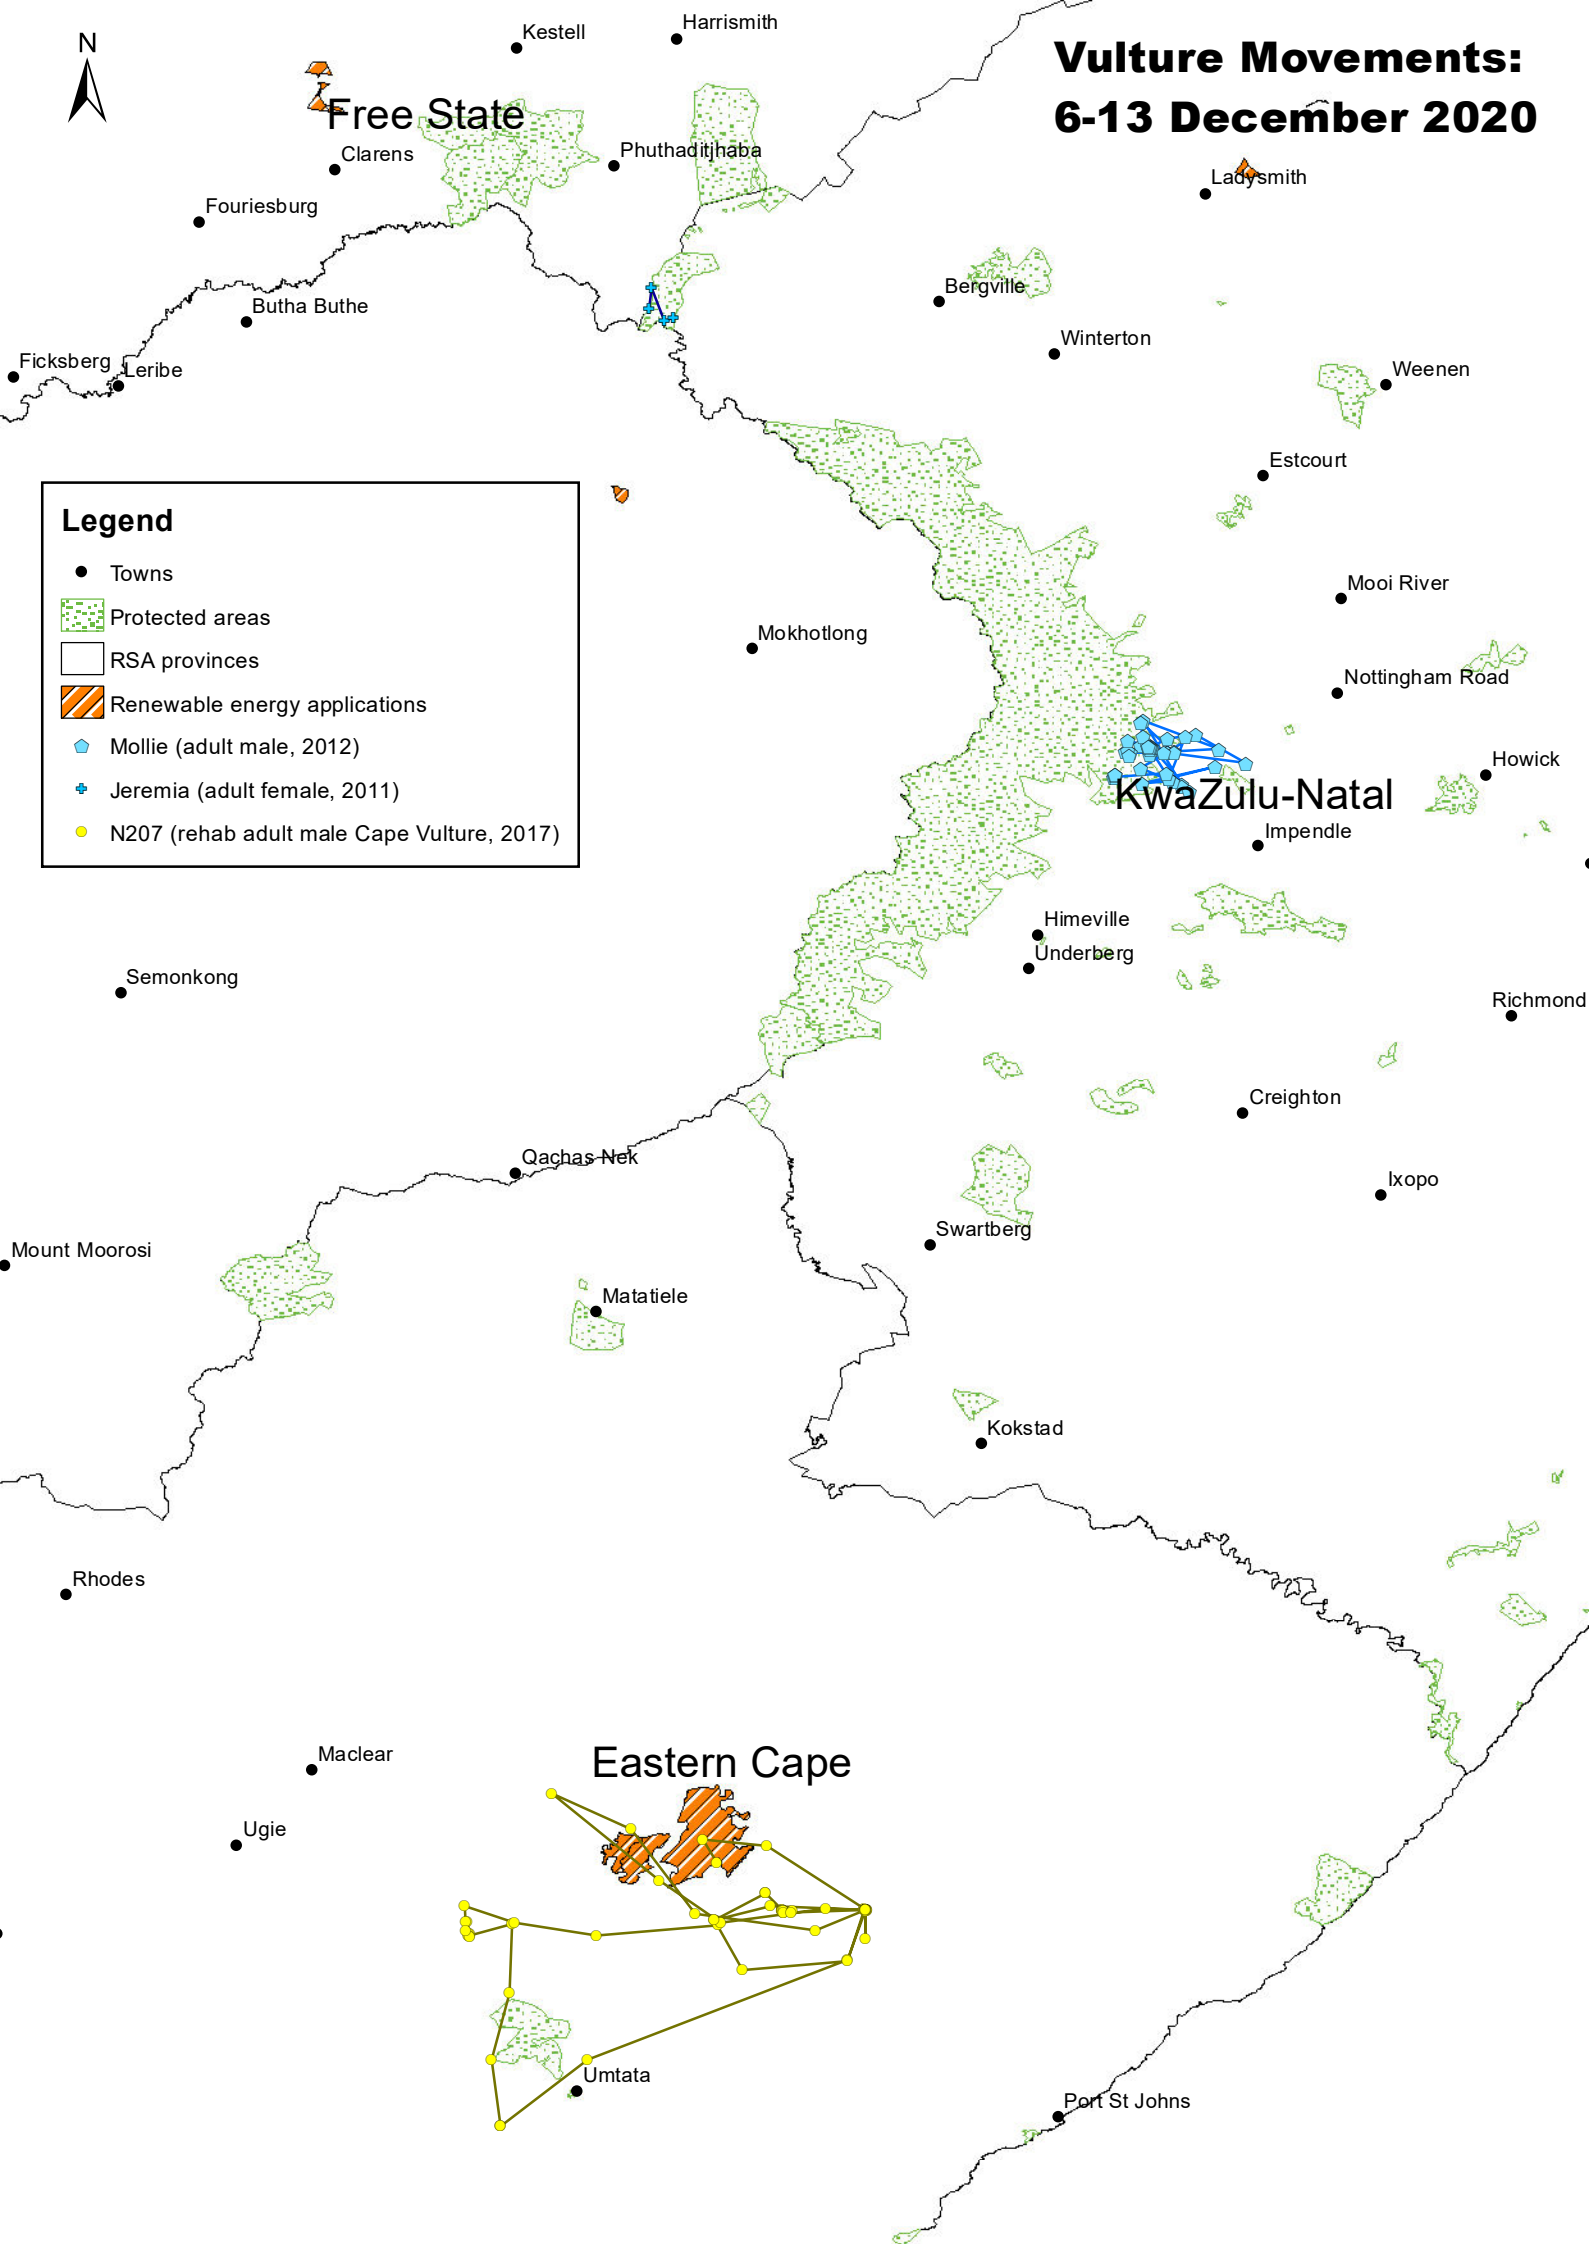 N
Kestell
Harrismith
Vulture Movements:
6-13 December 2020
Free State
Clarens
Phuthaditjhaba
Ladysmith
Fouriesburg
Butha Buthe
Bergville
Winterton
Ficksberg
Leribe
Weenen
Estcourt
Legend
Towns
Protected areas
RSA provinces
Renewable energy applications
Mollie (adult male, 2012)
Jeremia (adult female, 2011)
N207 (rehab adult male Cape Vulture, 2017)
Mooi River
Mokhotlong
Nottingham Road
Howick
KwaZulu-Natal
Impendle
Himeville
Underberg
Semonkong
Richmond
Creighton
Qachas Nek
Ixopo
Swartberg
Mount Moorosi
Matatiele
Kokstad
Rhodes
Maclear
Eastern Cape
Ugie
Umtata
Port St Johns